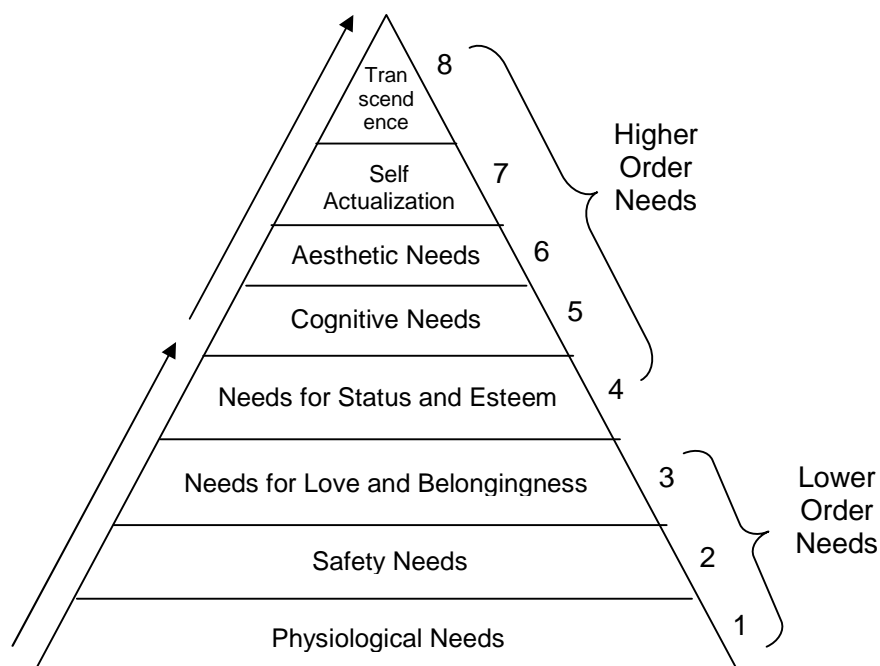 Tran
scend
ence
8
Higher
Order
Needs
Self
Actualization
7
Aesthetic Needs
6
Cognitive Needs
5
Needs for Status and Esteem
4
Needs for Love and Belongingness
3
Lower
Order
Needs
Safety Needs
2
Physiological Needs
1